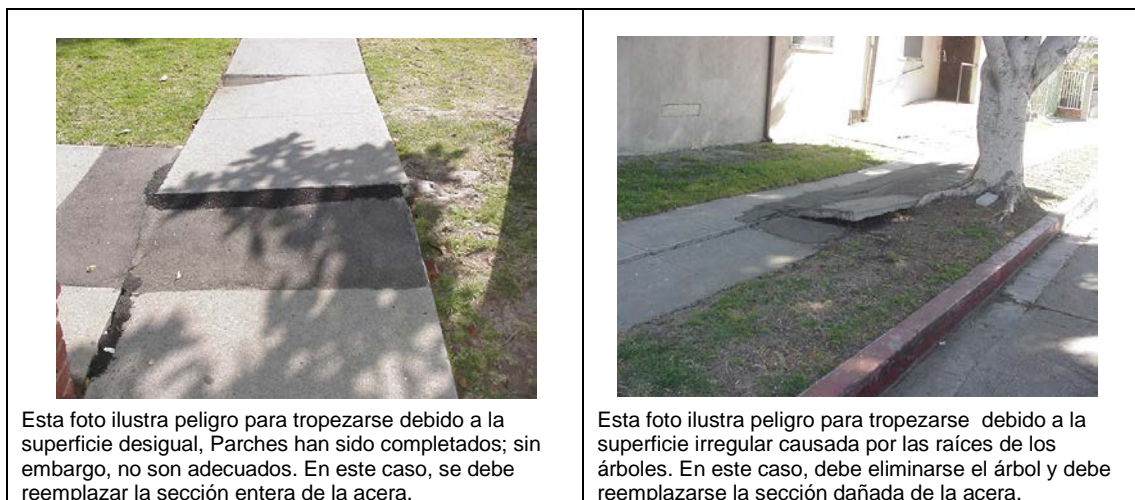 Esta foto ilustra peligro para tropezarse debido a la
superficie desigual, Parches han sido completados; sin
embargo, no son adecuados. En este caso, se debe
reemplazar la sección entera de la acera.
Esta foto ilustra peligro para tropezarse  debido a la
superficie irregular causada por las raíces de los
árboles. En este caso, debe eliminarse el árbol y debe
reemplazarse la sección dañada de la acera.